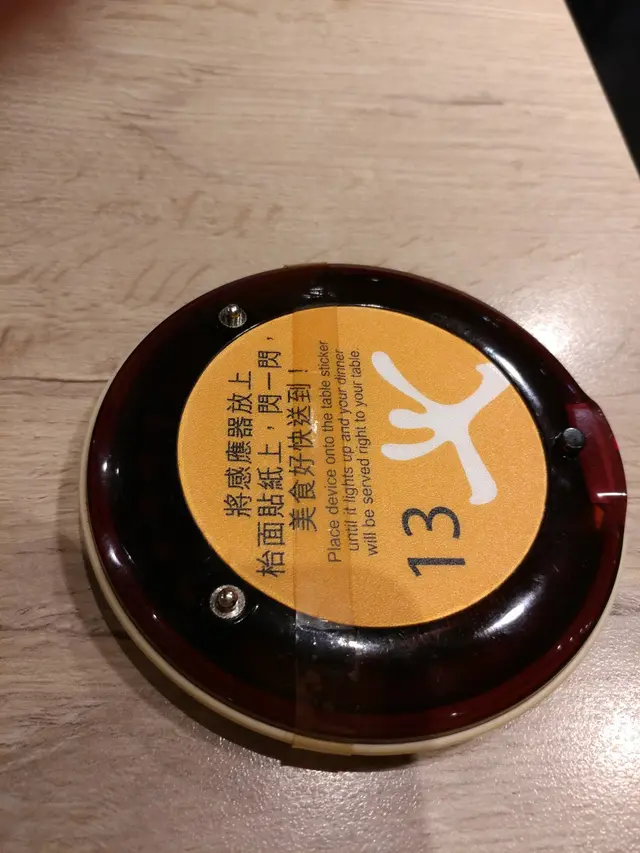 將感應器放上
枱面貼紙上，閃一閃，
美食好快送到！
Place device onto the table sticker
until it lights up and your dinner
will be served right to your table.
13